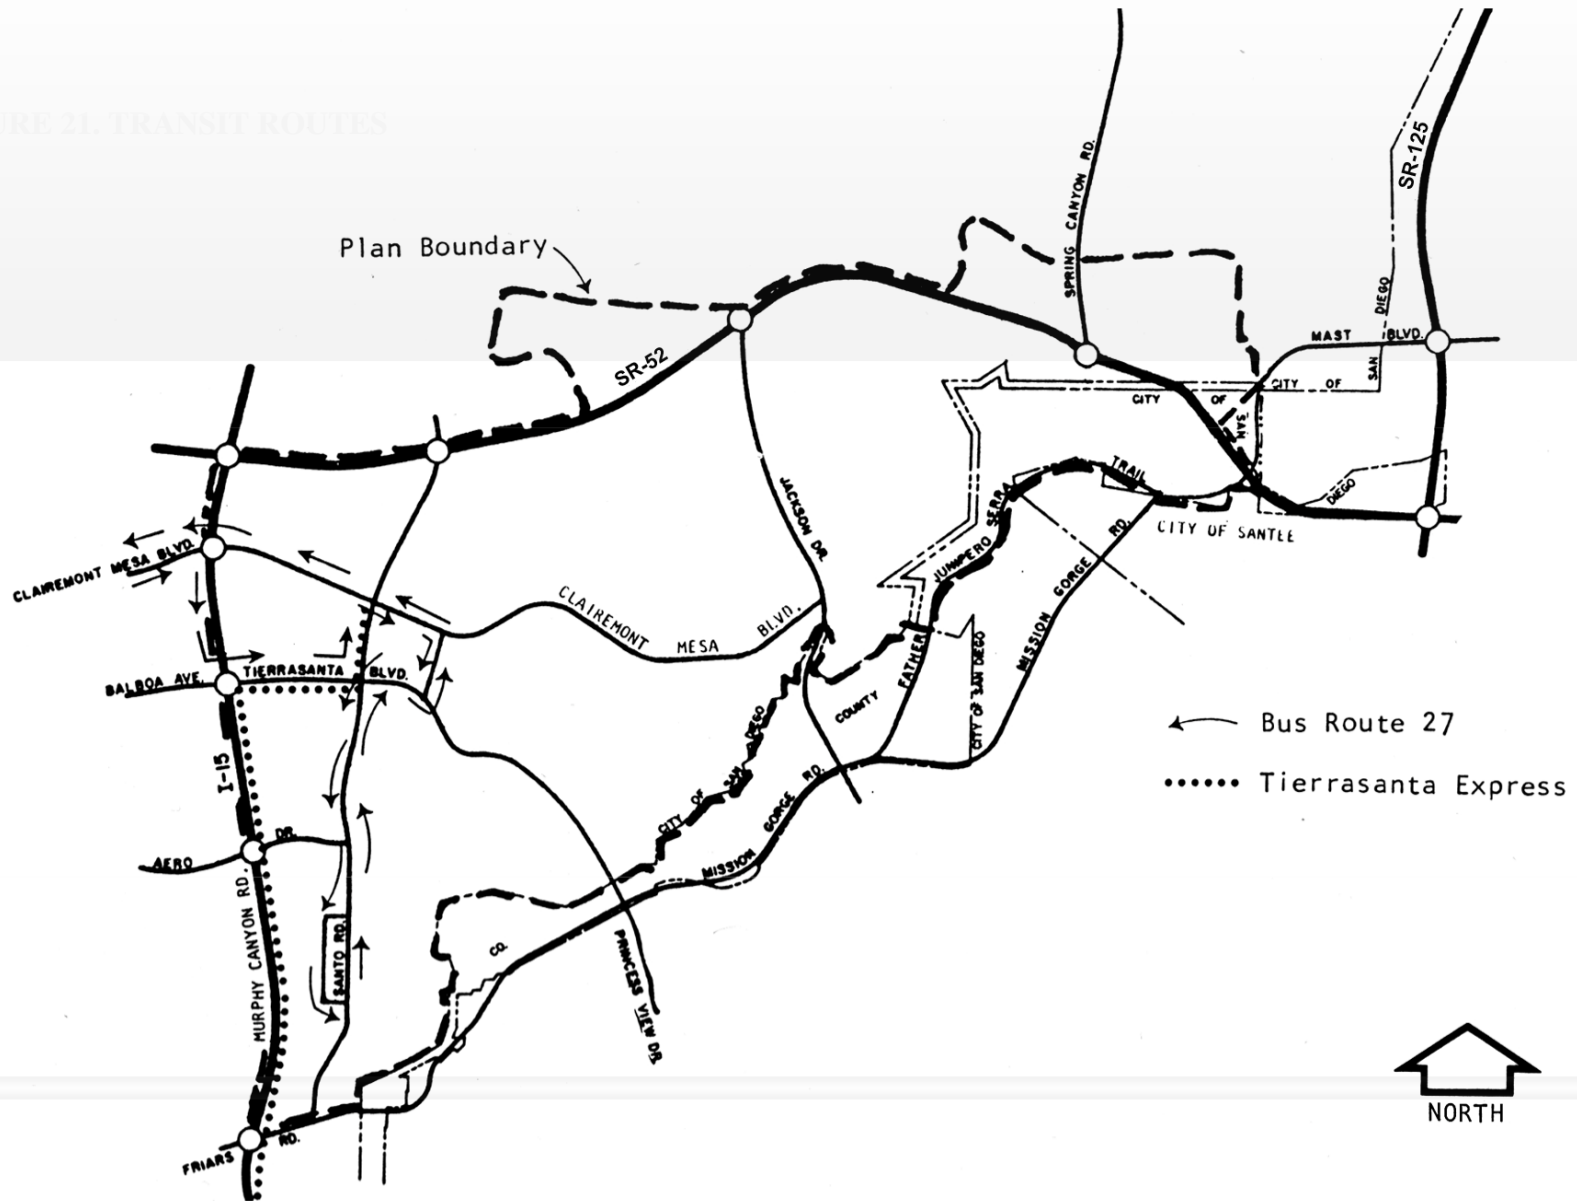 URE 21. TRANSIT ROUTES
Plan Boundary
SPRING CANYON RD.
SR-125
SR-52
MAST BLVD.
SAN DIEGO
CITY OF
CITY OF
SAN
DIEGO
CITY OF SANTEE
JACKSON DR.
JUNIPERO SERRA TRAIL
FATHER
MISSION GORGE RD.
CLAIREMONT MESA BLVD.
CLAIREMONT MESA BLVD.
BALBOA AVE.
TIERRASANTA BLVD.
I-15
AERO DR.
MURPHY CANYON RD.
SANTO RD.
CITY OF SAN DIEGO
COUNTY
CITY OF SAN DIEGO
MISSION GORGE RD.
CO.
PRINCESS VIEW DR.
FRIARS RD.
Bus Route 27
Tierrasanta Express
NORTH